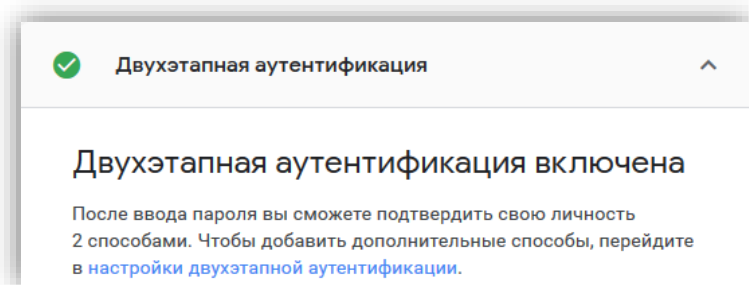 Двухэтапная аутентификация
Двухэтапная аутентификация включена
После ввода пароля вы сможете подтвердить свою личность
2 способами. Чтобы добавить дополнительные способы, перейдите
в настройки двухэтапной аутентификации.